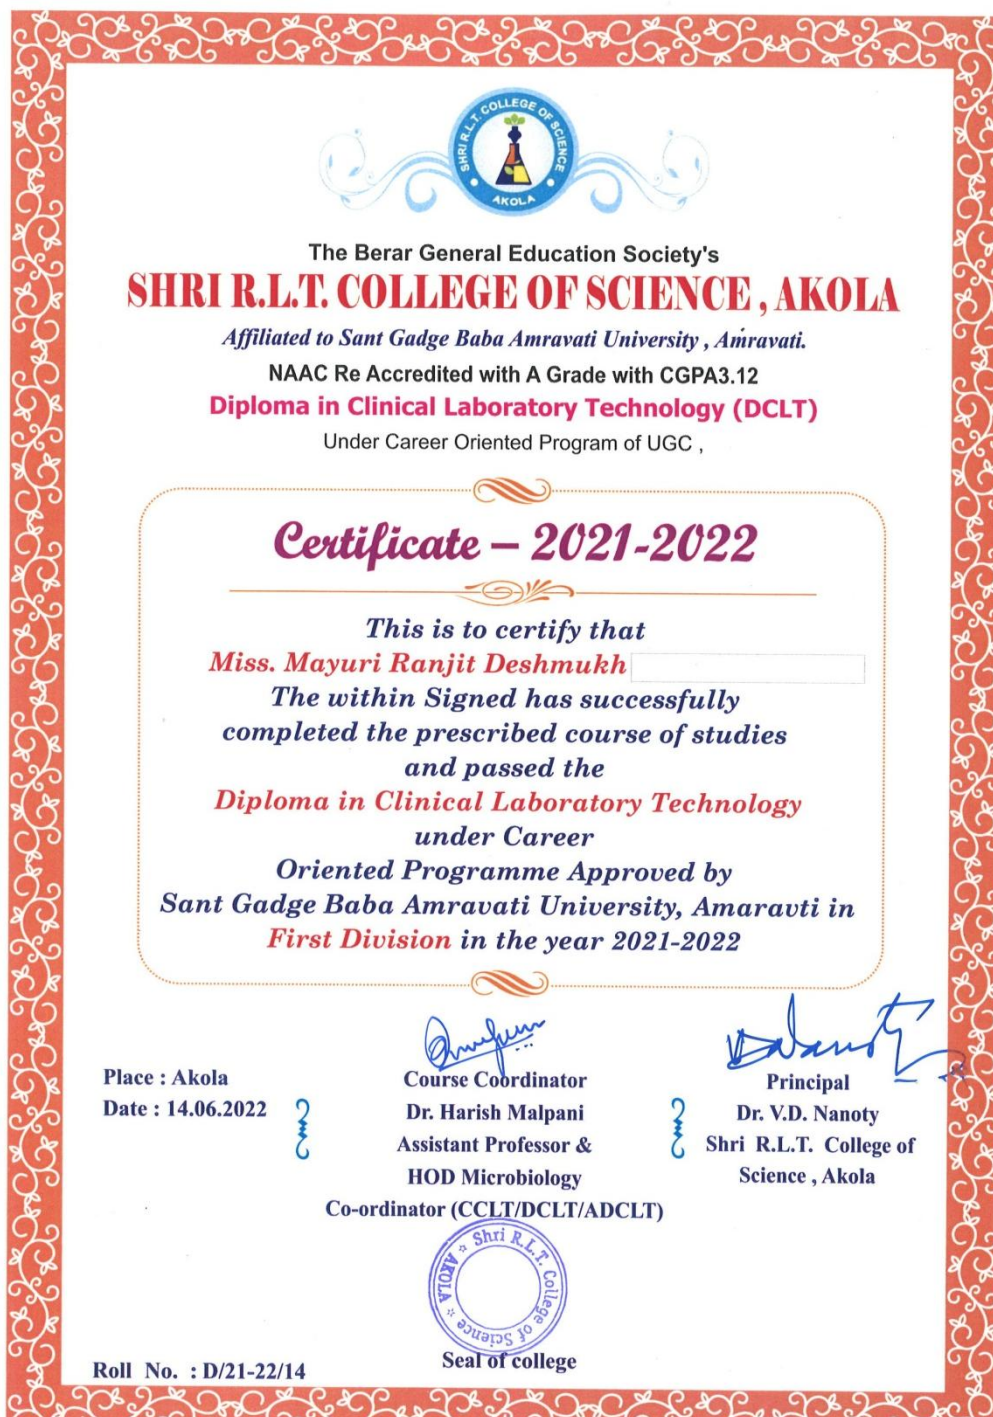 SHRI R.L.T. COLLEGE OF SCIENCE
AKOLA
The Berar General Education Society's
SHRI R.L.T. COLLEGE OF SCIENCE , AKOLA
Affiliated to Sant Gadge Baba Amravati University , Amravati.
NAAC Re Accredited with A Grade with CGPA3.12
Diploma in Clinical Laboratory Technology (DCLT)
Under Career Oriented Program of UGC ,
Certificate – 2021-2022
This is to certify that
Miss. Mayuri Ranjit Deshmukh
The within Signed has successfully
completed the prescribed course of studies
and passed the
Diploma in Clinical Laboratory Technology
under Career
Oriented Programme Approved by
Sant Gadge Baba Amravati University, Amaravti in
First Division in the year 2021-2022
Place : Akola
Date : 14.06.2022
Course Coordinator
Dr. Harish Malpani
Assistant Professor &
HOD Microbiology
Co-ordinator (CCLT/DCLT/ADCLT)
Principal
Dr. V.D. Nanoty
Shri R.L.T. College of
Science , Akola
Shri R.L.T. College of Science
AKOLA
Seal of college
Roll No. : D/21-22/14